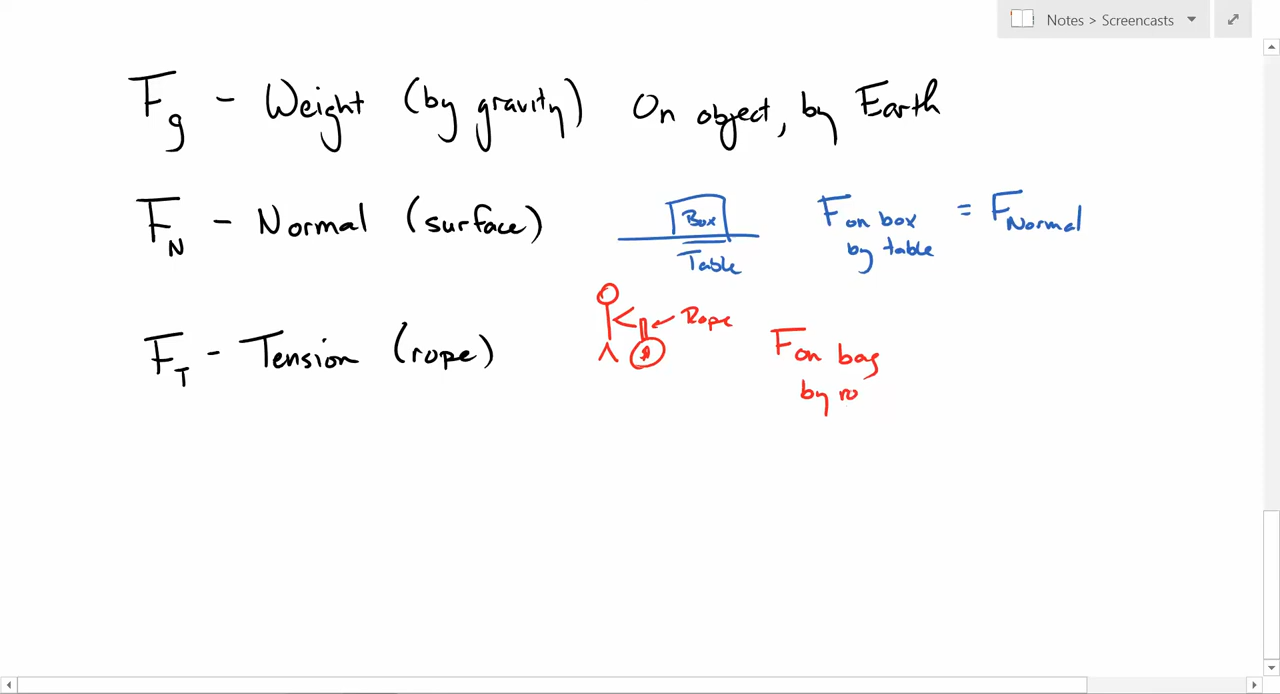 Notes > Screencasts
Fg - Weight (by gravity) On object, by Earth
FN - Normal (surface)
Box
Table
F on box = FNormal
by table
FT - Tension (rope)
Rope
F on bag
by ro